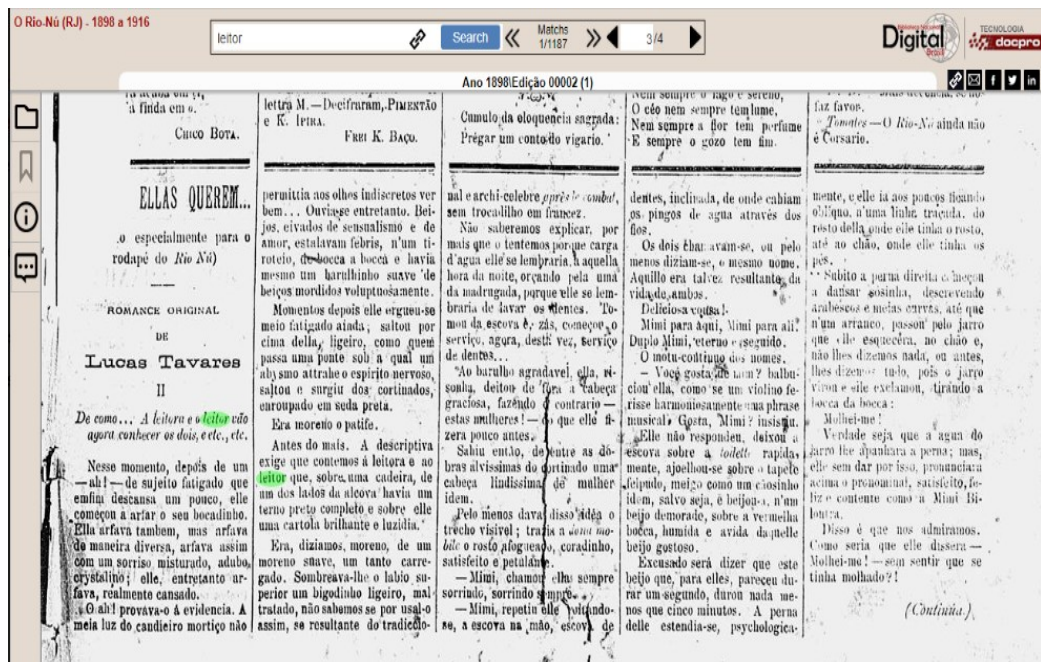 O Rio-Nú (RJ) - 1898 a 1916
leitor
Search
Matchs
1/1187
3/4
Biblioteca Nacional
Digital
Brasil
TECNOLOGIA
docpro
Ano 1898\Edição 00002 (1)
'a finda em o.
CHICO BOTA.
ELLAS QUEREM...
o especialmente para o
rodapé do Rio Nú)
ROMANCE ORIGINAL
DE
Lucas Tavares
II
De como... A leitora e o leitor vão
agora conhecer os dois, e etc., etc.
Nesse momento, depois de um
—ah!— de sujeito fatigado que
emfim descansa um pouco, elle
começou a arfar o seu bocadinho.
Ella arfava tambem, mas arfava
de maneira diversa, arfava assim
com um sorriso misturado, adubo,
crystalino; elle, entretanto ar-
fava, realmente cansado.
O ah! provava-o á evidencia. A
meia luz do candieiro mortiço não
lettra M.—Decifraram, PIMENTÃO
e K. IPIRA.
FREI K. BAÇO.
permittia aos olhos indiscretos ver
bem... Ouvia-se entretanto. Bei-
jos, eivados de sensualismo e de
amor, estalavam febris, n'um ti-
roteio, de bocca a bocca e havia
mesmo um barulhinho suave de
beiços mordidos voluptuosamente.
Momentos depois elle ergueu-se
meio fatigado ainda; saltou por
cima della, ligeiro, como quem
passa uma ponte sob a qual um
abysmo attrahe o espirito nervoso,
saltou e surgiu dos cortinados,
enroupado em seda preta.
Era moreno o patife.
Antes do mais. A descriptiva
exige que contemos á leitora e ao
leitor que, sobre uma cadeira, de
um dos lados da alcova havia um
terno preto completo e sobre elle
uma cartola brilhante e luzidia.
Era, diziamos, moreno, de um
moreno suave, um tanto carre-
gado. Sombreava-lhe o labio su-
perior um bigodinho ligeiro, mal
tratado, não sabemos se por usal-o
assim, se resultante do tradiccio-
Cumulo da eloquencia sagrada:
Prégar um conto do vigario.
nal e archi-celebre après le combat,
sem trocadilho em francez.
Não saberemos explicar, por
mais que o tentemos porque carga
d'agua elle se lembraria, á aquella
hora da noite, orçando pela uma
da madrugada, porque elle se lem-
braria de lavar os dentes. To-
mou da escova e, zás, começou o
serviço, agora, desta vez, serviço
de dentes...
Ao barulho agradavel, ella, ri-
sonha, deitou de fóra a cabeça
graciosa, fazendo o contrario—
estas mulheres!— do que elle fi-
zera pouco antes.
Sahiu então, de entre as do-
bras alvissimas do cortinado uma
cabeça lindissima de mulher
idem.
Pelo menos dava disso idéa o
trecho visivel; trazia a dona mo-
bile o rosto afogueado, coradinho,
satisfeito e petulante.
— Mimi, chamou ella sempre
sorrindo, sorrindo sempre...
— Mimi, repetiu elle voltando-
se, a escova na mão, escova de
Nem sempre o lago é sereno,
O céo nem sempre tem lume,
Nem sempre a flor tem perfume
E sempre o gozo tem fim.
dentes, inclinada, de onde cahiam
os pingos de agua através dos
fios.
Os dois chamavam-se, ou pelo
menos diziam-se, o mesmo nome.
Aquillo era talvez resultante da
vida de ambos.
Deliciosa cousa!
Mimi para aqui, Mimi para ali!
Duplo Mimi, eterno e seguido.
O motu-continuo dos nomes.
— Você gosta de mim? balbu-
ciou ella, como se um violino fe-
risse harmoniosamente uma phrase
musical. Gosta, Mimi? insistiu.
Elle não respondeu, deixou a
escova sobre a toilette rapida-
mente, ajoelhou-se sobre o tapete
felpudo, meigo como um cãosinho
idem, salvo seja, e beijou-a, n'um
beijo demorado, sobre a vermelha
bocca, humida e avida daquelle
beijo gostoso.
Excusado será dizer que este
beijo que, para elles, pareceu du-
rar um segundo, durou nada me-
nos que cinco minutos. A perna
delle estendia-se, psychologica-
faz favor.
Tomates — O Rio-Nú ainda não
é Corsario.
mente, e elle ia aos poucos ficando
obliquo, n'uma linha traçada, do
rosto della onde elle tinha o rosto,
até ao chão, onde elle tinha os
pés.
Subito a perna direita começou
a dansar sosinha, descrevendo
arabescos e meias curvas, até que
n'um arranco, passou pelo jarro
que elle esquecêra, no chão e,
não lhes dizemos nada, ou antes,
lhes dizemos tudo, pois o jarro
virou e elle exclamou, tirando a
bocca da bocca:
Molhei-me!
Verdade seja que a agua do
jarro lhe apanhara a perna; mas,
elle sem dar por isso, pronunciara
acima o pronominal, satisfeito, fe-
liz e contente como a Mimi Bi-
lontra.
Disso é que nos admiramos.
Como seria que elle dissera —
Molhei-me! — sem sentir que se
tinha molhado?!
(Continúa.)